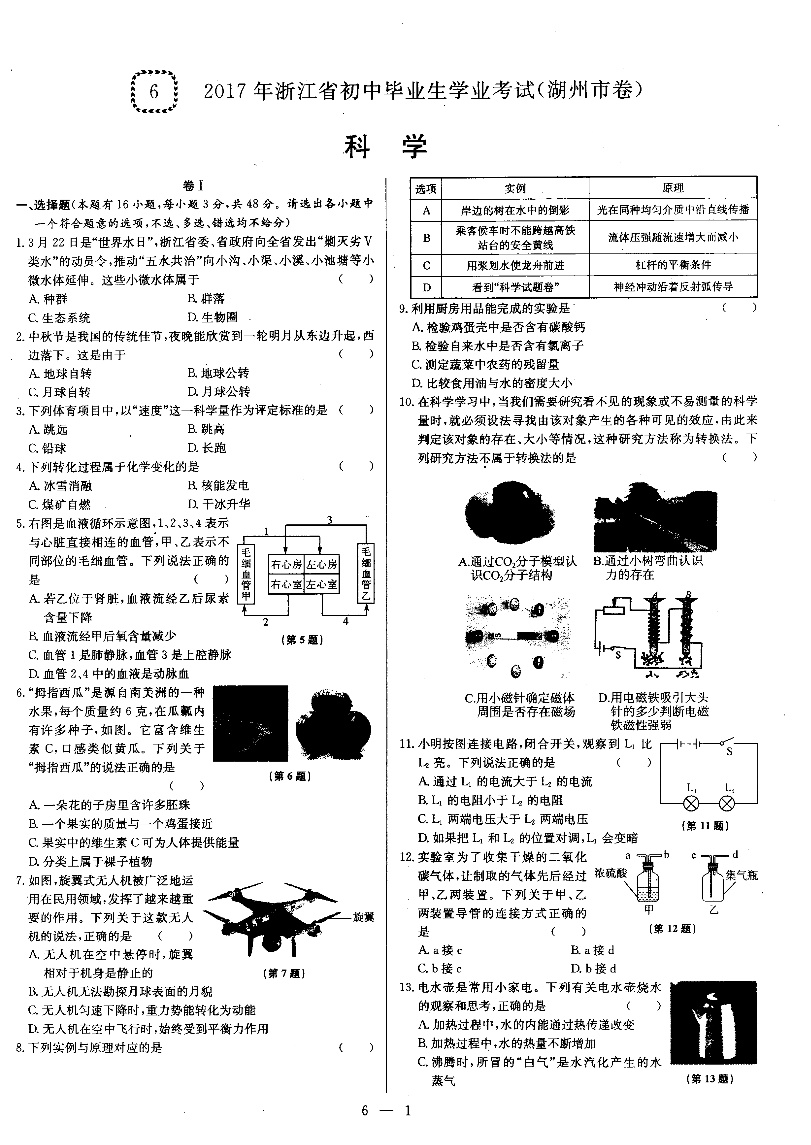 6
2017年浙江省初中毕业生学业考试(湖州市卷)
科 学
卷Ⅰ
一、选择题(本题有16小题,每小题3分,共48分。请选出各小题中
一个符合题意的选项,不选、多选、错选均不给分)
1. 3月22日是“世界水日”,浙江省委、省政府向全省发出“剿灭劣Ⅴ
类水”的动员令,推动“五水共治”向小沟、小渠、小溪、小池塘等小
微水体延伸。这些小微水体属于 ( )
A. 种群 B. 群落
C. 生态系统 D. 生物圈
2. 中秋节是我国的传统佳节,夜晚能欣赏到一轮明月从东边升起,西
边落下。这是由于 ( )
A. 地球自转 B. 地球公转
C. 月球自转 D. 月球公转
3. 下列体育项目中,以“速度”这一科学量作为评定标准的是 ( )
A. 跳远 B. 跳高
C. 铅球 D. 长跑
4. 下列转化过程属于化学变化的是 ( )
A. 冰雪消融 B. 核能发电
C. 煤矿自燃 D. 干冰升华
5. 右图是血液循环示意图,1、2、3、4表示
与心脏直接相连的血管,甲、乙表示不
同部位的毛细血管。下列说法正确的
是 ( )
A. 若乙位于肾脏,血液流经乙后尿素
含量下降
B. 血液流经甲后氧含量减少
C. 血管1是肺静脉,血管3是上腔静脉
D. 血管2、4中的血液是动脉血
1
3
毛细血管甲
右心房 左心房
右心室 左心室
毛细血管乙
2
4
(第5题)
6. “拇指西瓜”是源自南美洲的一种
水果,每个质量约6克,在瓜瓤内
有许多种子,如图。它富含维生
素C,口感类似黄瓜。下列关于
“拇指西瓜”的说法正确的是
( )
(第6题)
A. 一朵花的子房里含许多胚珠
B. 一个果实的质量与一个鸡蛋接近
C. 果实中的维生素C可为人体提供能量
D. 分类上属于裸子植物
7. 如图,旋翼式无人机被广泛地运
用在民用领域,发挥了越来越重
要的作用。下列关于这款无人
机的说法,正确的是 ( )
A. 无人机在空中悬停时,旋翼
相对于机身是静止的
旋翼
(第7题)
B. 无人机无法勘探月球表面的月貌
C. 无人机匀速下降时,重力势能转化为动能
D. 无人机在空中飞行时,始终受到平衡力作用
8. 下列实例与原理对应的是 ( )
选项 实例 原理
A 岸边的树在水中的倒影 光在同种均匀介质中沿直线传播
B 乘客候车时不能跨越高铁
站台的安全黄线 流体压强随流速增大而减小
C 用桨划水使龙舟前进 杠杆的平衡条件
D 看到“科学试题卷” 神经冲动沿着反射弧传导
9. 利用厨房用品能完成的实验是 ( )
A. 检验鸡蛋壳中是否含有碳酸钙
B. 检验自来水中是否含有氯离子
C. 测定蔬菜中农药的残留量
D. 比较食用油与水的密度大小
10. 在科学学习中,当我们需要研究看不见的现象或不易测量的科学
量时,就必须设法寻找由该对象产生的各种可见的效应,由此来
判定该对象的存在、大小等情况,这种研究方法称为转换法。下
列研究方法不属于转换法的是 ( )
A.通过CO₂分子模型认
识CO₂分子结构
B.通过小树弯曲认识
力的存在
A B
S
C.用小磁针确定磁体
周围是否存在磁场
D.用电磁铁吸引大头
针的多少判断电磁
铁磁性强弱
11. 小明按图连接电路,闭合开关,观察到L₁比
L₂亮。下列说法正确的是 ( )
A. 通过L₁的电流大于L₂的电流
B. L₁的电阻小于L₂的电阻
C. L₁两端电压大于L₂两端电压
D. 如果把L₁和L₂的位置对调,L₁会变暗
S
L₁ L₂
(第11题)
12. 实验室为了收集干燥的二氧化
碳气体,让制取的气体先后经过
甲、乙两装置。下列关于甲、乙
两装置导管的连接方式正确的
是 ( )
A. a接c B. a接d
C. b接c D. b接d
a b c d
浓硫酸 集气瓶
甲 乙
(第12题)
13. 电水壶是常用小家电。下列有关电水壶烧水
的观察和思考,正确的是 ( )
A. 加热过程中,水的内能通过热传递改变
B. 加热过程中,水的热量不断增加
C. 沸腾时,所冒的“白气”是水汽化产生的水
蒸气
(第13题)
6 — 1